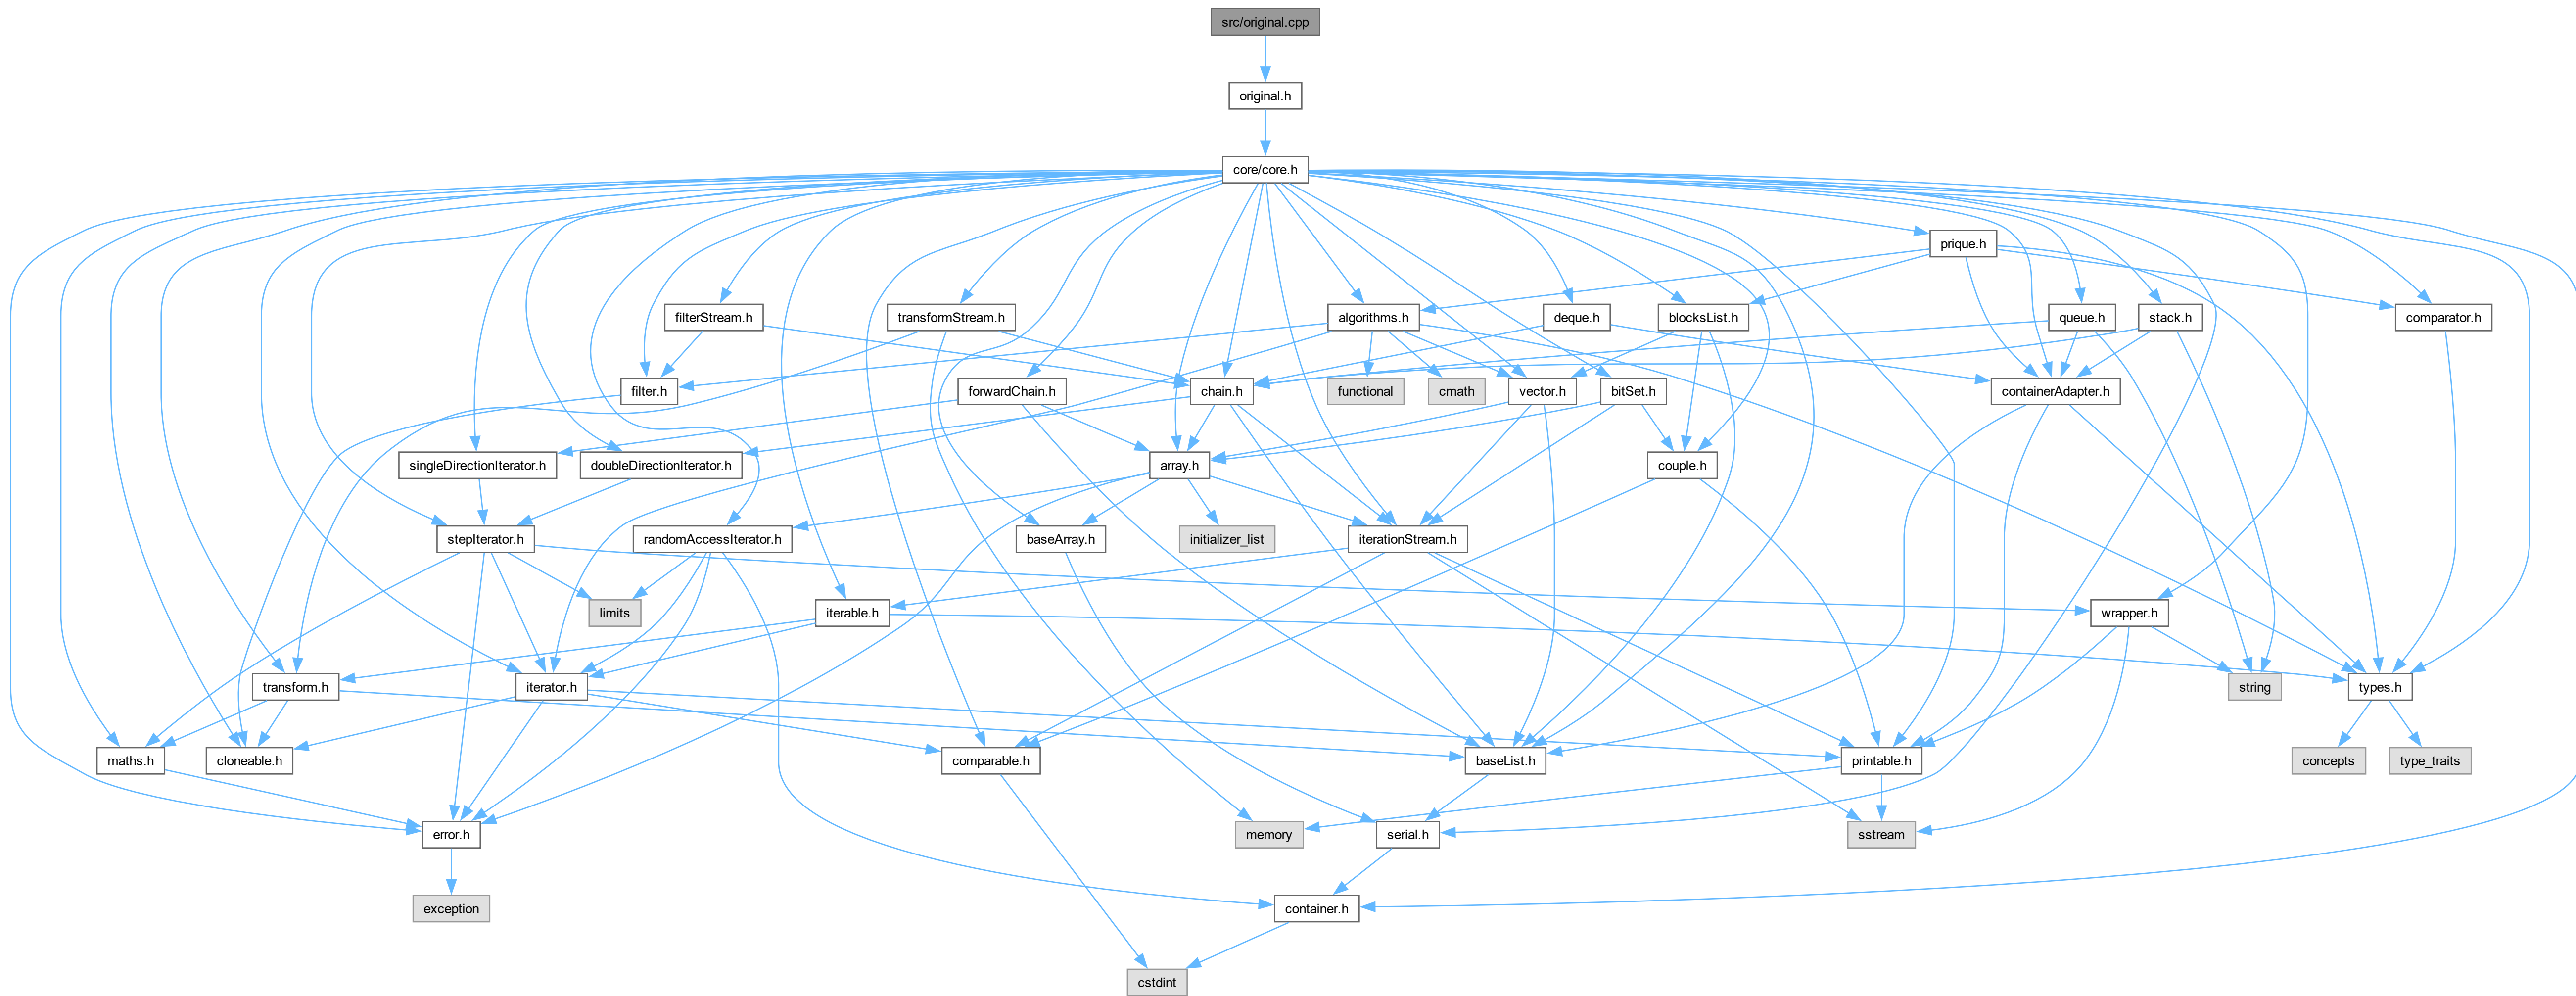 src/original.cpp
original.h
core/core.h
prique.h
filterStream.h
transformStream.h
algorithms.h
deque.h
blocksList.h
queue.h
stack.h
comparator.h
filter.h
forwardChain.h
chain.h
functional
cmath
vector.h
bitSet.h
containerAdapter.h
singleDirectionIterator.h
doubleDirectionIterator.h
array.h
couple.h
stepIterator.h
randomAccessIterator.h
baseArray.h
initializer_list
iterationStream.h
limits
iterable.h
wrapper.h
transform.h
iterator.h
string
types.h
maths.h
cloneable.h
comparable.h
baseList.h
printable.h
concepts
type_traits
error.h
memory
serial.h
sstream
exception
container.h
cstdint